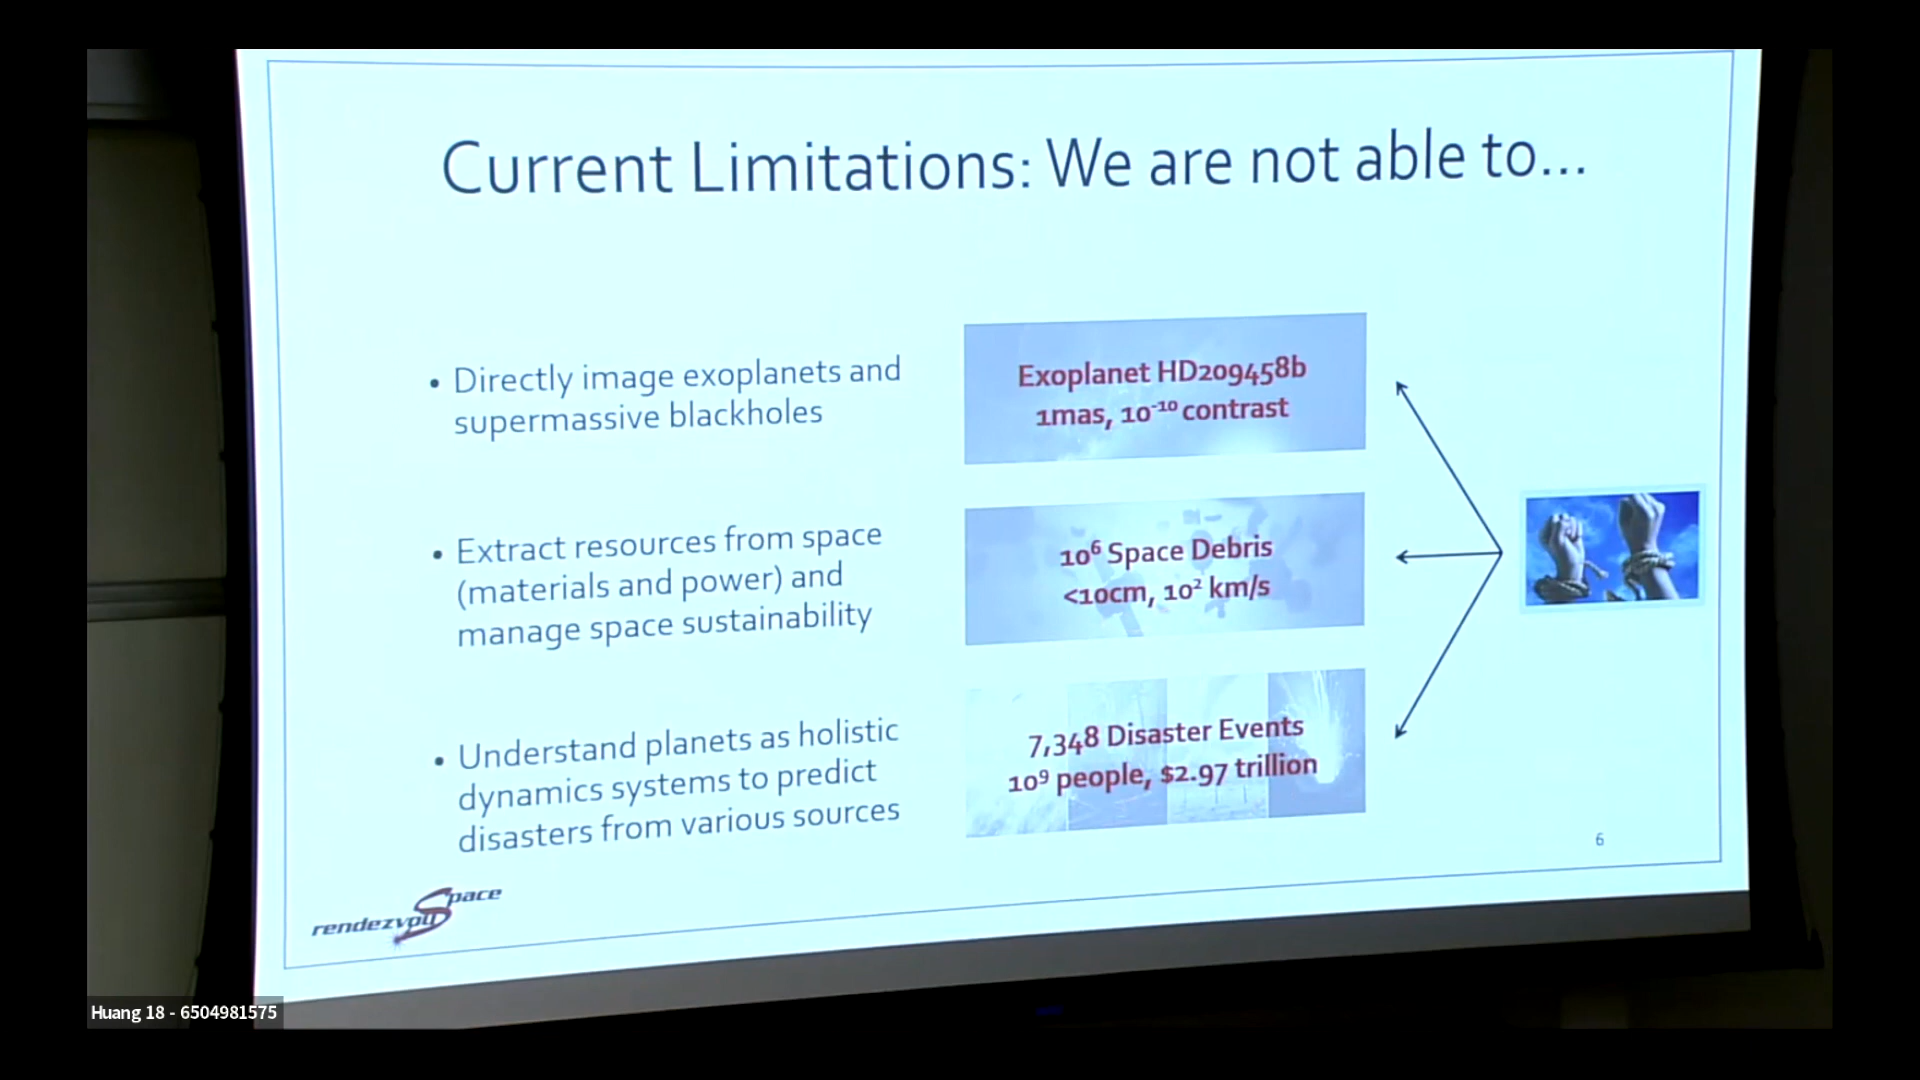 Current Limitations: We are not able to...
• Directly image exoplanets and
supermassive blackholes
Exoplanet HD209458b
1mas, 10⁻¹⁰ contrast
• Extract resources from space
(materials and power) and
manage space sustainability
10⁶ Space Debris
<10cm, 10² km/s
• Understand planets as holistic
dynamics systems to predict
disasters from various sources
7,348 Disaster Events
10⁹ people, $2.97 trillion
6
rendezvouSpace
Huang 18 - 6504981575